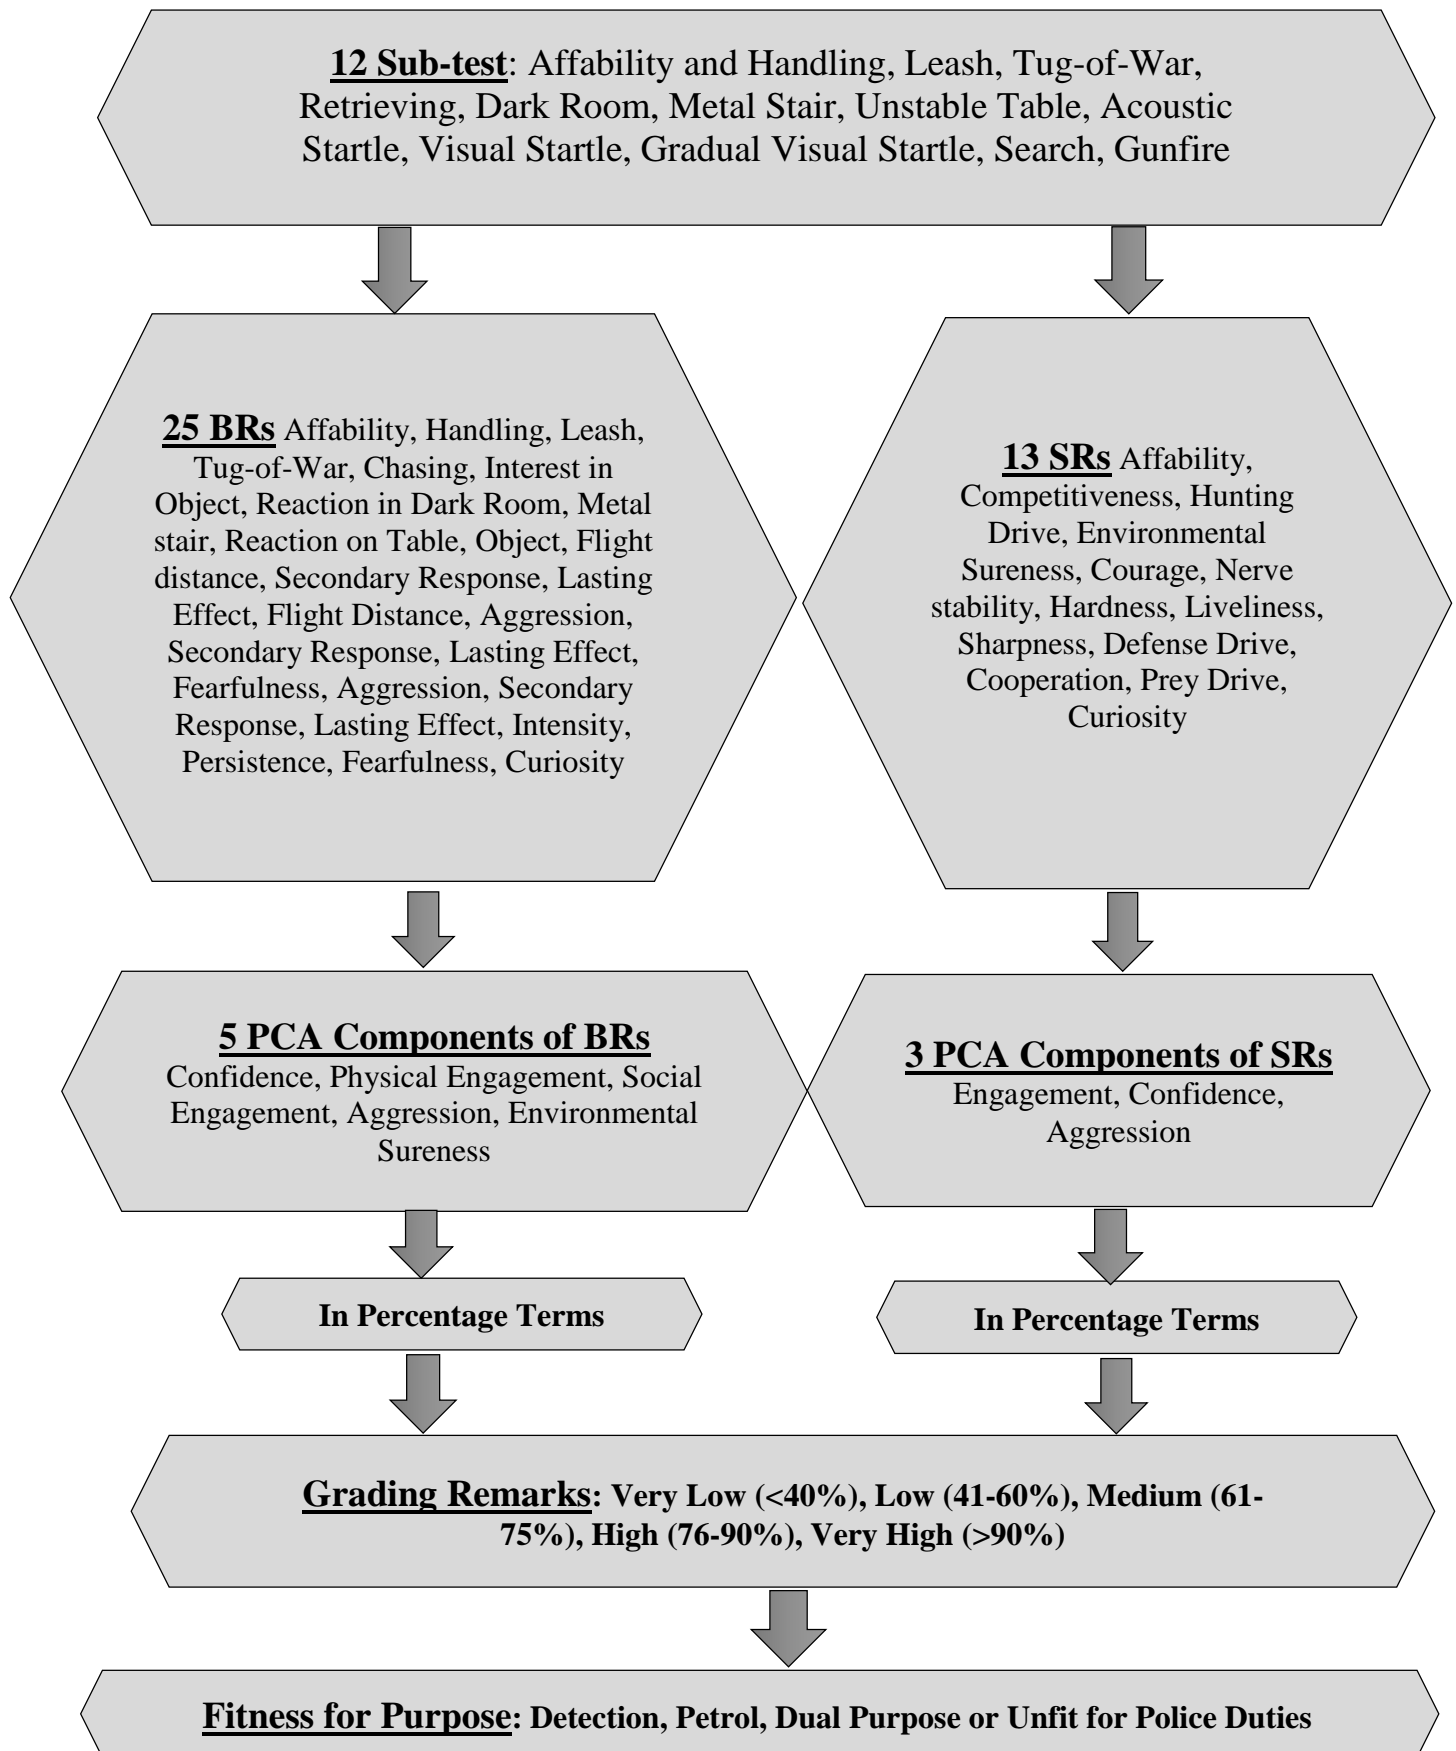 12 Sub-test: Affability and Handling, Leash, Tug-of-War,
Retrieving, Dark Room, Metal Stair, Unstable Table, Acoustic
Startle, Visual Startle, Gradual Visual Startle, Search, Gunfire
25 BRs Affability, Handling, Leash,
Tug-of-War, Chasing, Interest in
Object, Reaction in Dark Room, Metal
stair, Reaction on Table, Object, Flight
distance, Secondary Response, Lasting
Effect, Flight Distance, Aggression,
Secondary Response, Lasting Effect,
Fearfulness, Aggression, Secondary
Response, Lasting Effect, Intensity,
Persistence, Fearfulness, Curiosity
13 SRs Affability,
Competitiveness, Hunting
Drive, Environmental
Sureness, Courage, Nerve
stability, Hardness, Liveliness,
Sharpness, Defense Drive,
Cooperation, Prey Drive,
Curiosity
5 PCA Components of BRs
Confidence, Physical Engagement, Social
Engagement, Aggression, Environmental
Sureness
3 PCA Components of SRs
Engagement, Confidence,
Aggression
In Percentage Terms
In Percentage Terms
Grading Remarks: Very Low (<40%), Low (41-60%), Medium (61-
75%), High (76-90%), Very High (>90%)
Fitness for Purpose: Detection, Petrol, Dual Purpose or Unfit for Police Duties